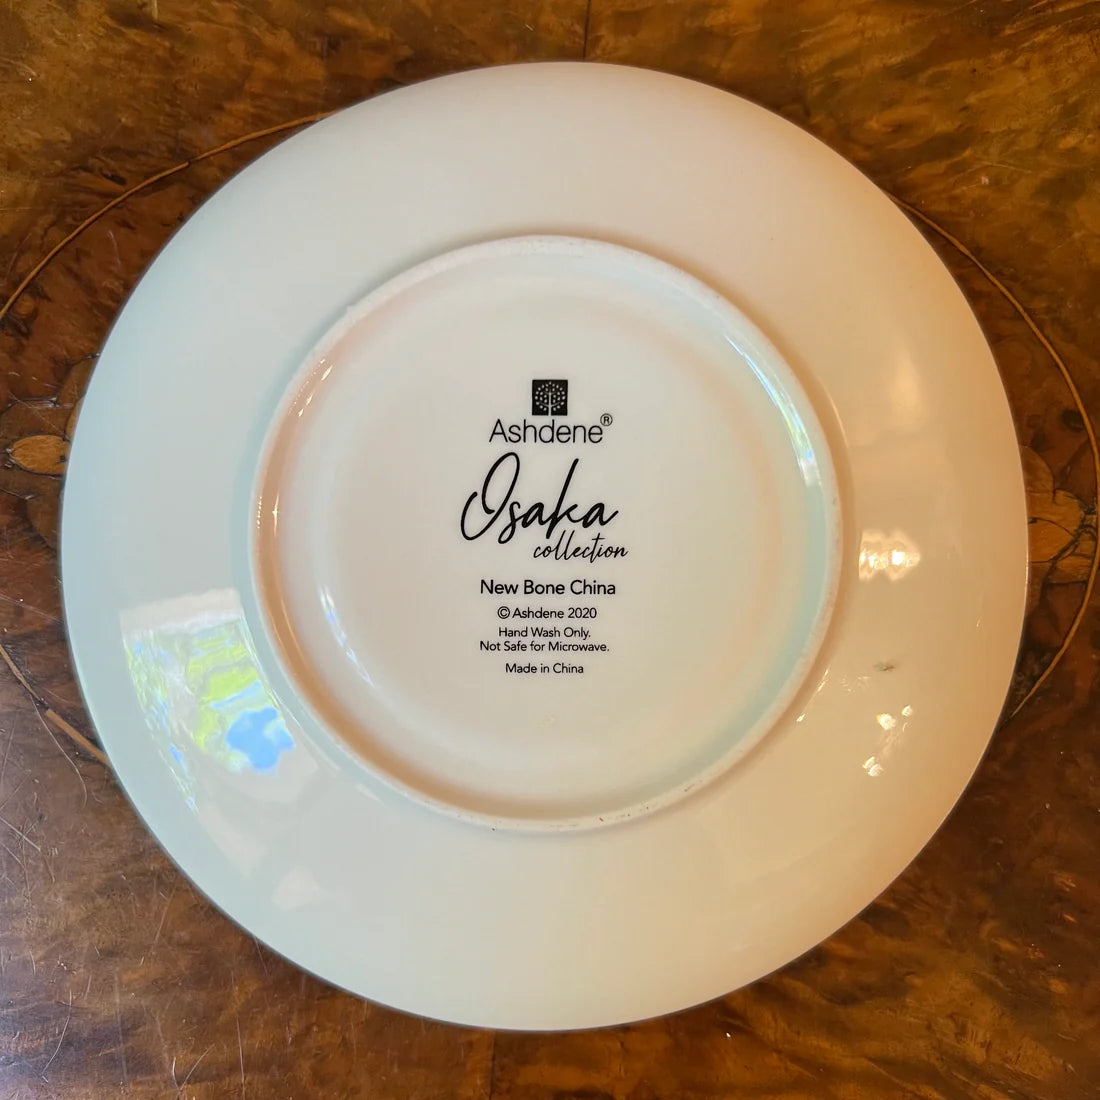 Ashdene®
Osaka
collection
New Bone China
© Ashdene 2020
Hand Wash Only.
Not Safe for Microwave.
Made in China